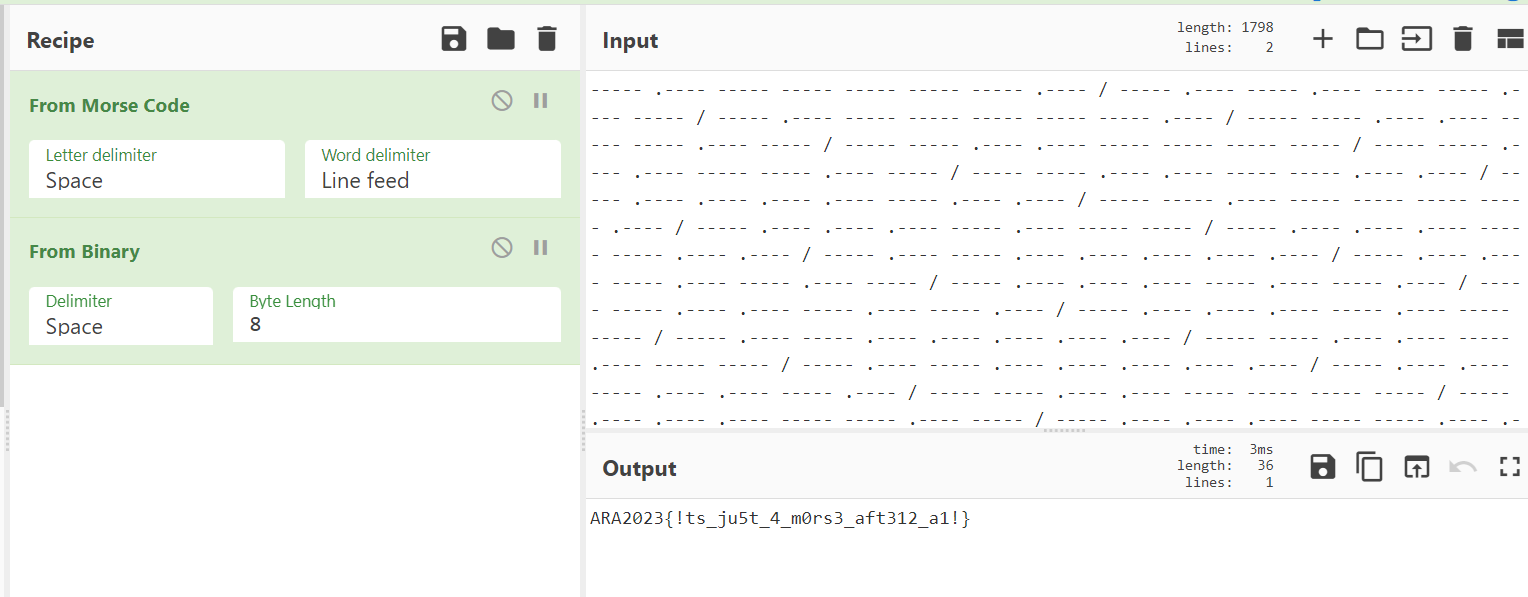 Recipe
From Morse Code
Letter delimiter
Space
Word delimiter
Line feed
From Binary
Delimiter
Space
Byte Length
8
Input
length: 1798
lines: 2
----- .---- ----- ----- ----- ----- ----- .---- / ----- .---- ----- .---- ----- ----- .-
--- ----- / ----- .---- ----- ----- ----- ----- ----- .---- / ----- ----- .---- .---- --
--- ----- .---- ----- / ----- ----- .---- .---- ----- ----- ----- ----- / ----- ----- .-
--- .---- ----- ----- .---- ----- / ----- ----- .---- .---- ----- ----- .---- .---- / --
--- .---- .---- .---- .---- ----- .---- .---- / ----- ----- .---- ----- ----- ----- ----
- .---- / ----- .---- .---- .---- ----- .---- ----- ----- / ----- .---- .---- .---- ----
- ----- .---- .---- / ----- .---- ----- .---- .---- .---- .---- .---- / ----- .---- .---
- ----- .---- ----- .---- ----- / ----- .---- .---- .---- ----- .---- ----- .---- / ----
- ----- .---- .---- ----- .---- ----- .---- / ----- .---- .---- .---- ----- .---- -----
----- / ----- .---- ----- .---- .---- .---- .---- .---- / ----- ----- .---- .---- -----
.---- ----- ----- / ----- .---- ----- .---- .---- .---- .---- .---- / ----- .---- .----
----- .---- .---- ----- .---- / ----- ----- .---- .---- ----- ----- ----- ----- / -----
.---- .---- .---- ----- ----- .---- ----- / ----- .---- .---- .---- ----- ----- .---- .-
Output
time: 3ms
length: 36
lines: 1
ARA2023{!ts_ju5t_4_m0rs3_aft312_a1!}